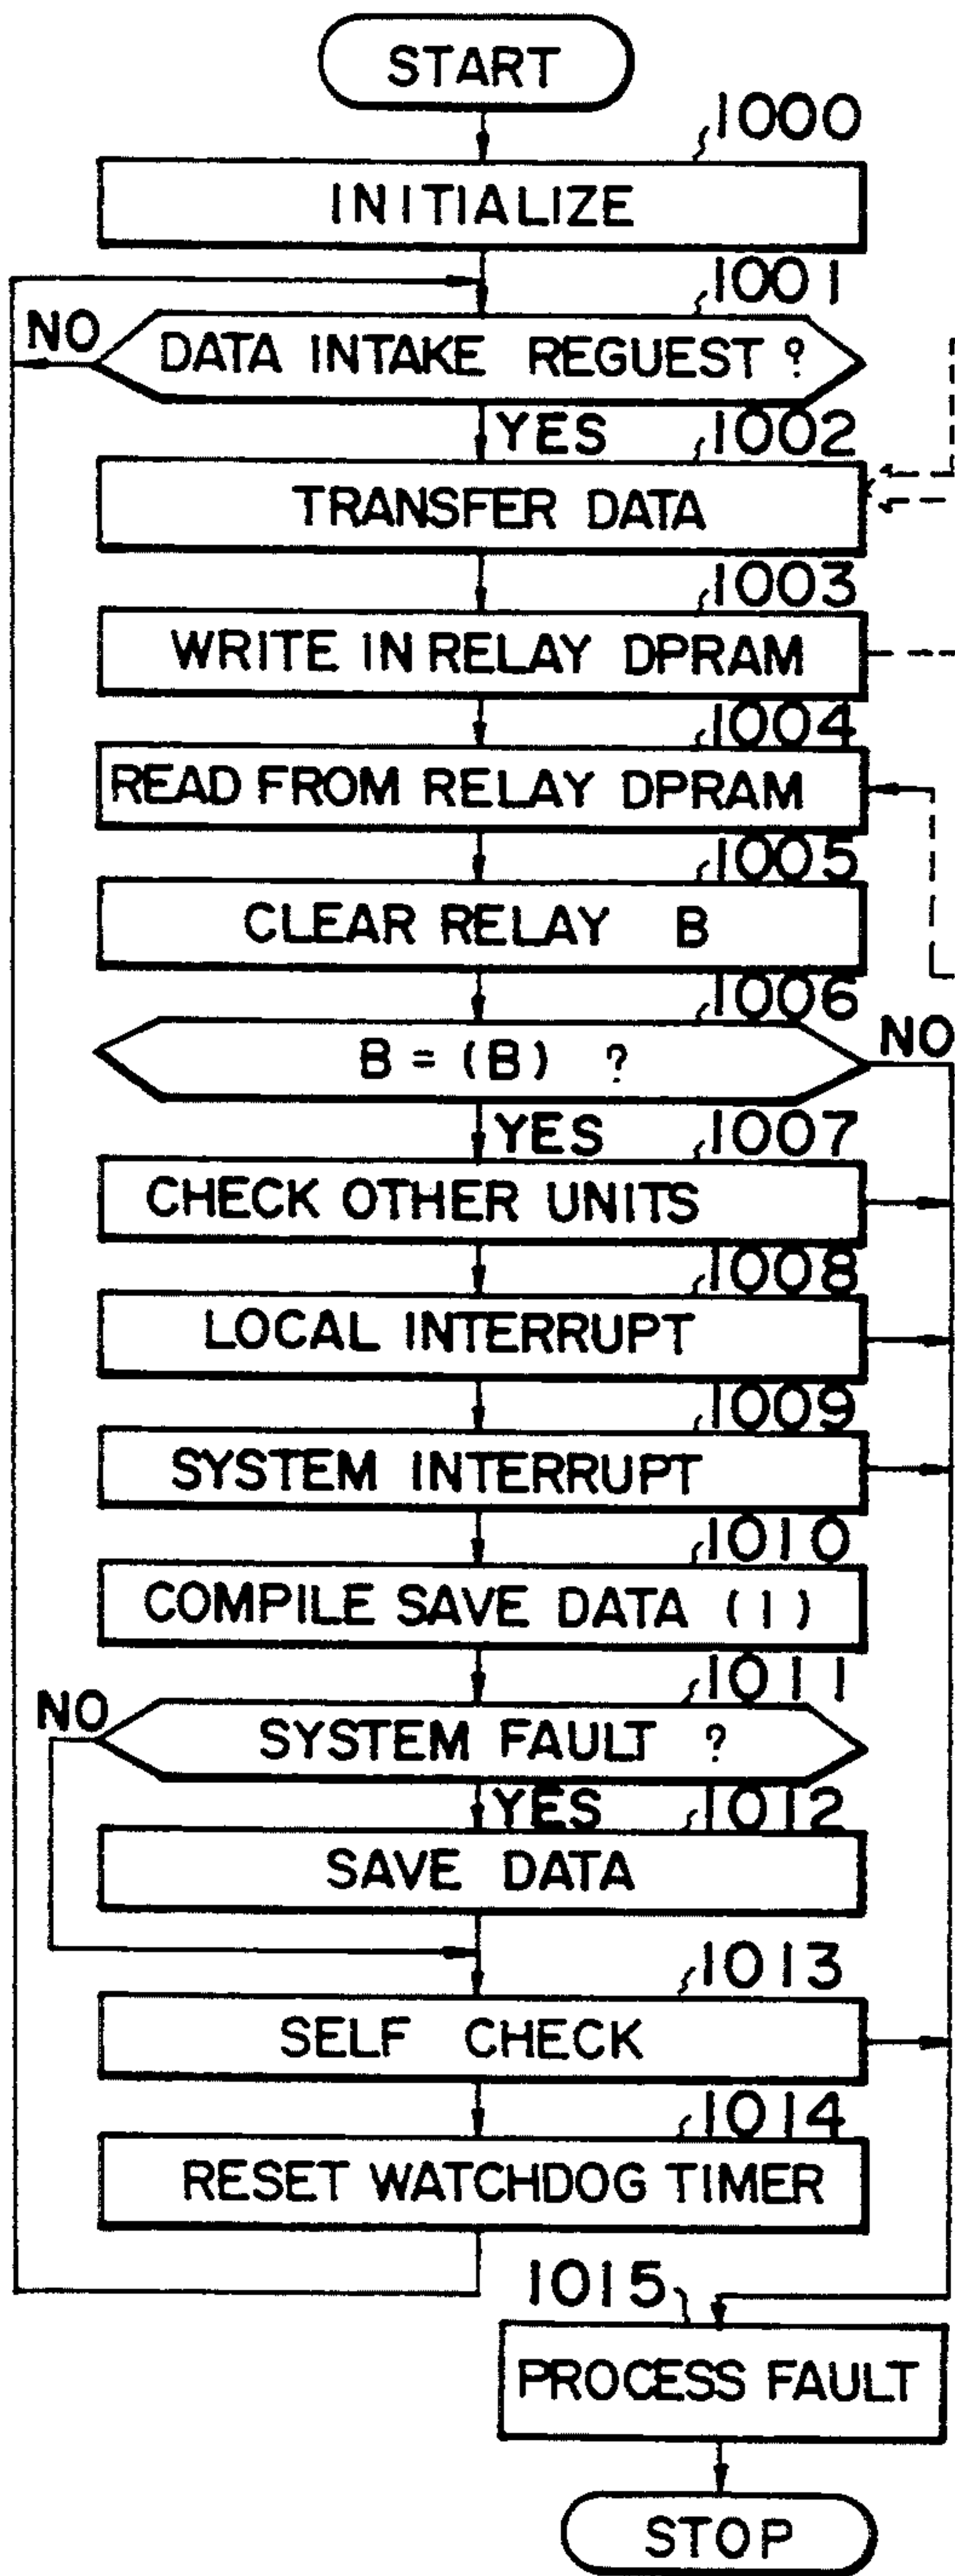 START
1000
INITIALIZE
1001
NO
DATA INTAKE REGUEST ?
YES
1002
TRANSFER DATA
1003
WRITE IN RELAY DPRAM
1004
READ FROM RELAY DPRAM
1005
CLEAR RELAY B
1006
B = (B) ?
NO
YES
1007
CHECK OTHER UNITS
1008
LOCAL INTERRUPT
1009
SYSTEM INTERRUPT
1010
COMPILE SAVE DATA (1)
1011
NO
SYSTEM FAULT ?
YES
1012
SAVE DATA
1013
SELF CHECK
1014
RESET WATCHDOG TIMER
1015
PROCESS FAULT
STOP